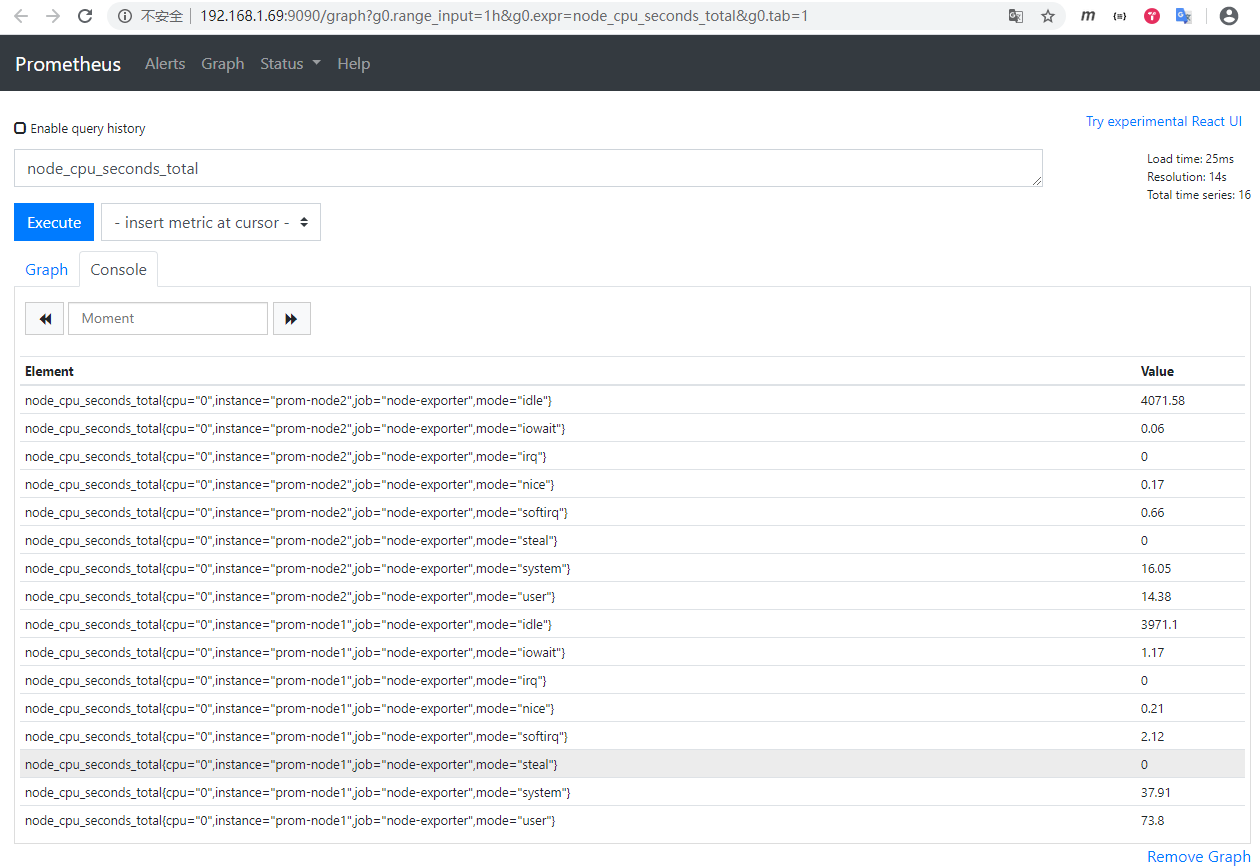 不安全 192.168.1.69:9090/graph?g0.range_input=1h&g0.expr=node_cpu_seconds_total&g0.tab=1
Prometheus Alerts Graph Status Help
Enable query history
Try experimental React UI
node_cpu_seconds_total
Load time: 25ms
Resolution: 14s
Total time series: 16
Execute - insert metric at cursor -
Graph Console
Moment
Element Value
node_cpu_seconds_total{cpu="0",instance="prom-node2",job="node-exporter",mode="idle"} 4071.58
node_cpu_seconds_total{cpu="0",instance="prom-node2",job="node-exporter",mode="iowait"} 0.06
node_cpu_seconds_total{cpu="0",instance="prom-node2",job="node-exporter",mode="irq"} 0
node_cpu_seconds_total{cpu="0",instance="prom-node2",job="node-exporter",mode="nice"} 0.17
node_cpu_seconds_total{cpu="0",instance="prom-node2",job="node-exporter",mode="softirq"} 0.66
node_cpu_seconds_total{cpu="0",instance="prom-node2",job="node-exporter",mode="steal"} 0
node_cpu_seconds_total{cpu="0",instance="prom-node2",job="node-exporter",mode="system"} 16.05
node_cpu_seconds_total{cpu="0",instance="prom-node2",job="node-exporter",mode="user"} 14.38
node_cpu_seconds_total{cpu="0",instance="prom-node1",job="node-exporter",mode="idle"} 3971.1
node_cpu_seconds_total{cpu="0",instance="prom-node1",job="node-exporter",mode="iowait"} 1.17
node_cpu_seconds_total{cpu="0",instance="prom-node1",job="node-exporter",mode="irq"} 0
node_cpu_seconds_total{cpu="0",instance="prom-node1",job="node-exporter",mode="nice"} 0.21
node_cpu_seconds_total{cpu="0",instance="prom-node1",job="node-exporter",mode="softirq"} 2.12
node_cpu_seconds_total{cpu="0",instance="prom-node1",job="node-exporter",mode="steal"} 0
node_cpu_seconds_total{cpu="0",instance="prom-node1",job="node-exporter",mode="system"} 37.91
node_cpu_seconds_total{cpu="0",instance="prom-node1",job="node-exporter",mode="user"} 73.8
Remove Graph